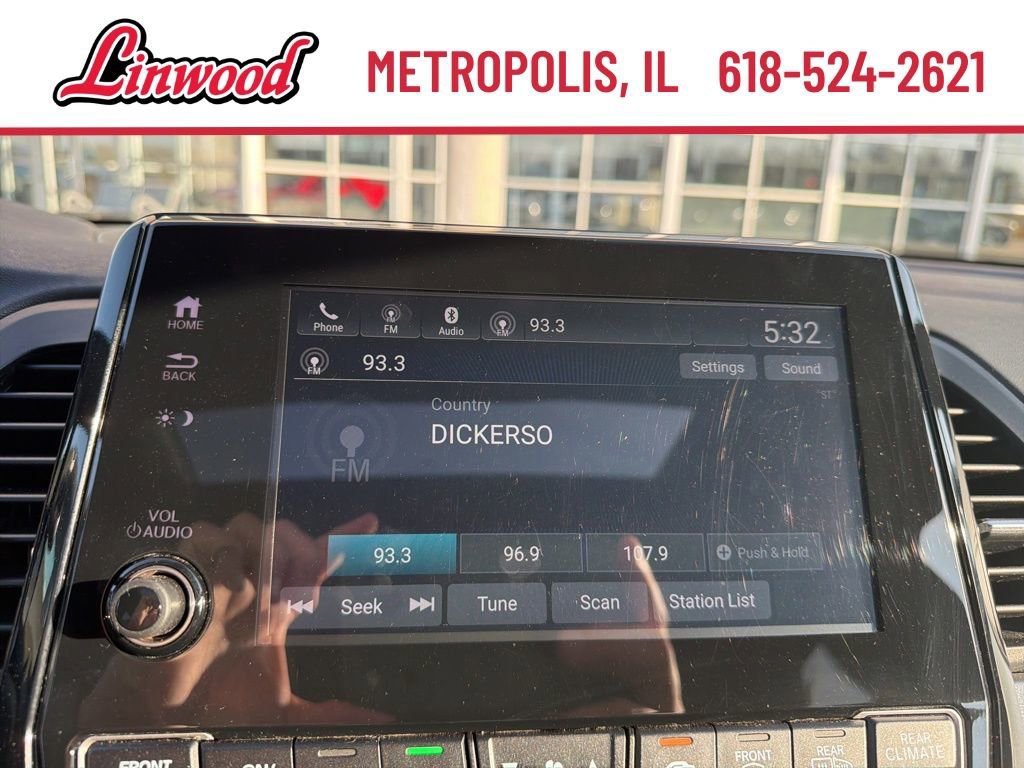 Linwood METROPOLIS, IL 618-524-2621
HOME
Phone FM Audio FM 93.3 5:32
FM 93.3 Settings Sound
BACK
ST
Country
DICKERSO
FM
VOL
AUDIO
93.3 96.9 107.9 Push & Hold
Seek Tune Scan Station List
FRONT
FRONT REAR REAR
CLIMATE